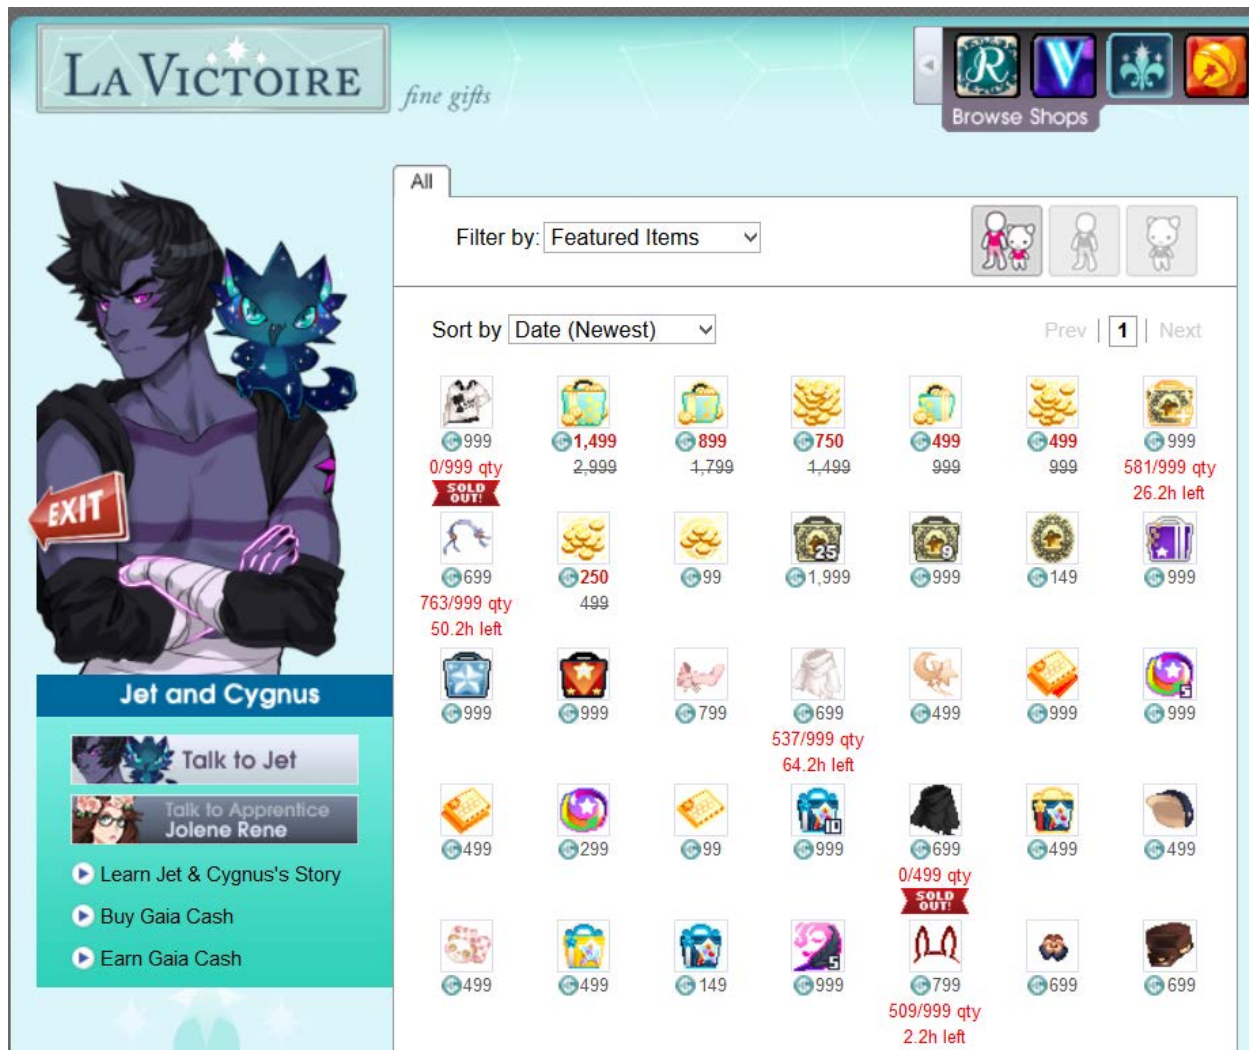 LA VICTOIRE
fine gifts
R V
Browse Shops
All
Filter by: Featured Items
Sort by Date (Newest)
Prev | 1 | Next
999 1,499 899 750 499 499 999
0/999 qty 2,999 1,799 1,499 999 999 581/999 qty
SOLD OUT! 26.2h left
25 9
699 250 99 1,999 999 149 999
763/999 qty 499
50.2h left
5
999 999 799 699 499 999 999
537/999 qty
64.2h left
10
499 299 99 999 699 499 499
0/499 qty
SOLD OUT!
5
499 499 149 999 799 699 699
509/999 qty
2.2h left
EXIT
Jet and Cygnus
Talk to Jet
Talk to Apprentice
Jolene Rene
Learn Jet & Cygnus's Story
Buy Gaia Cash
Earn Gaia Cash